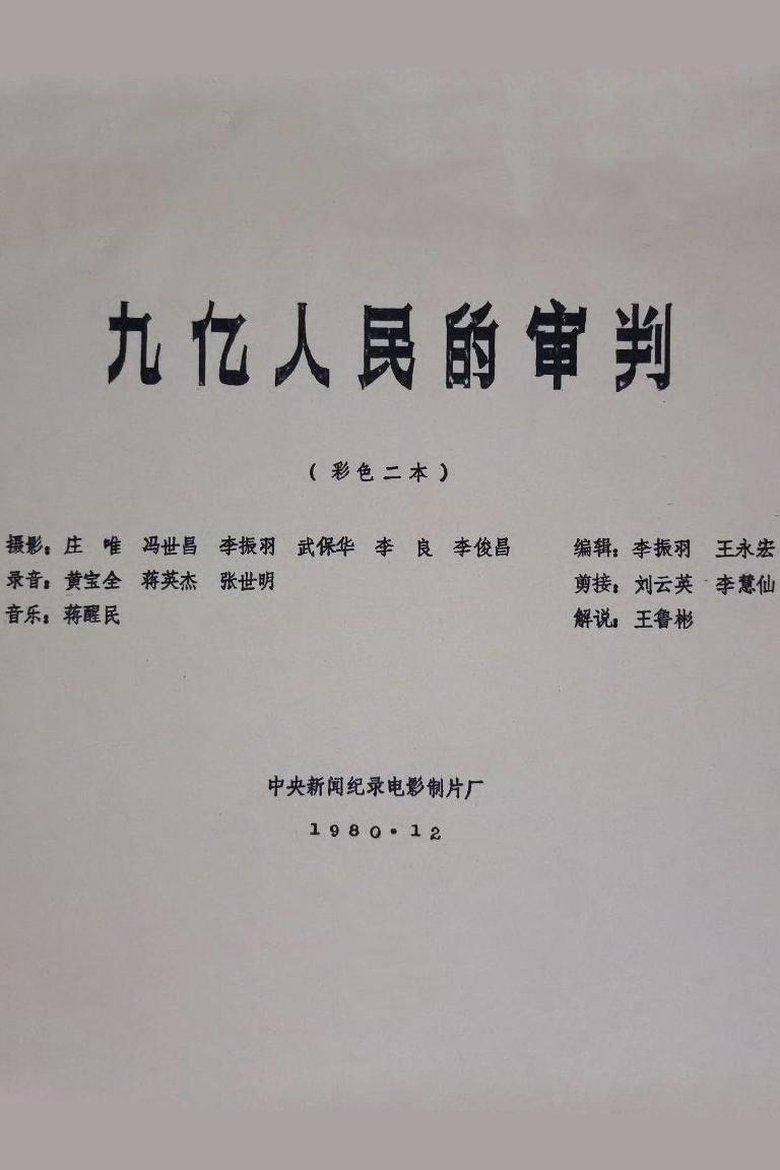 九亿人民的审判
（彩色二本）
摄影：庄 唯 冯世昌 李振羽 武保华 李 良 李俊昌
录音：黄宝全 蒋英杰 张世明
音乐：蒋醒民
编辑：李振羽 王永宏
剪接：刘云英 李慧仙
解说：王鲁彬
中央新闻纪录电影制片厂
1980·12